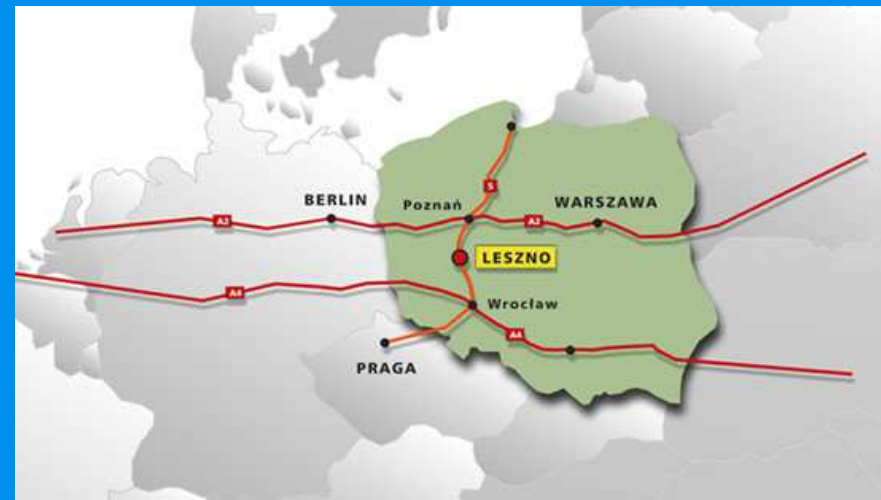 S
BERLIN
Poznań
WARSZAWA
A2
A2
LESZNO
A4
Wrocław
A4
PRAGA